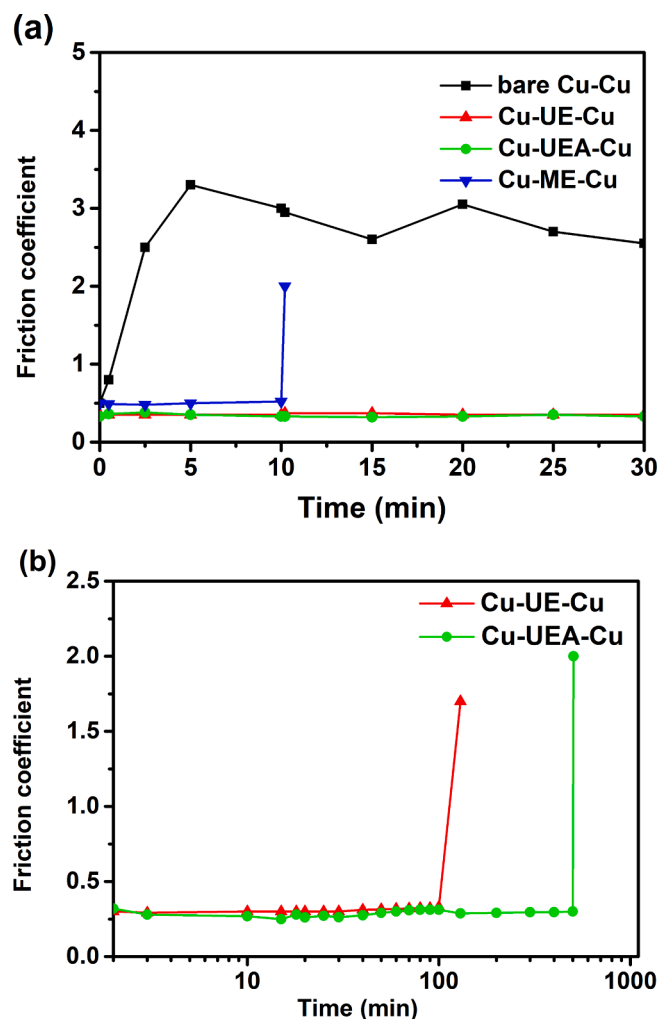 (a)
5
4
3
2
1
0
Friction coefficient
bare Cu-Cu
Cu-UE-Cu
Cu-UEA-Cu
Cu-ME-Cu
0 5 10 15 20 25 30
Time (min)
(b)
2.5
2.0
1.5
1.0
0.5
0.0
Friction coefficient
Cu-UE-Cu
Cu-UEA-Cu
10 100 1000
Time (min)